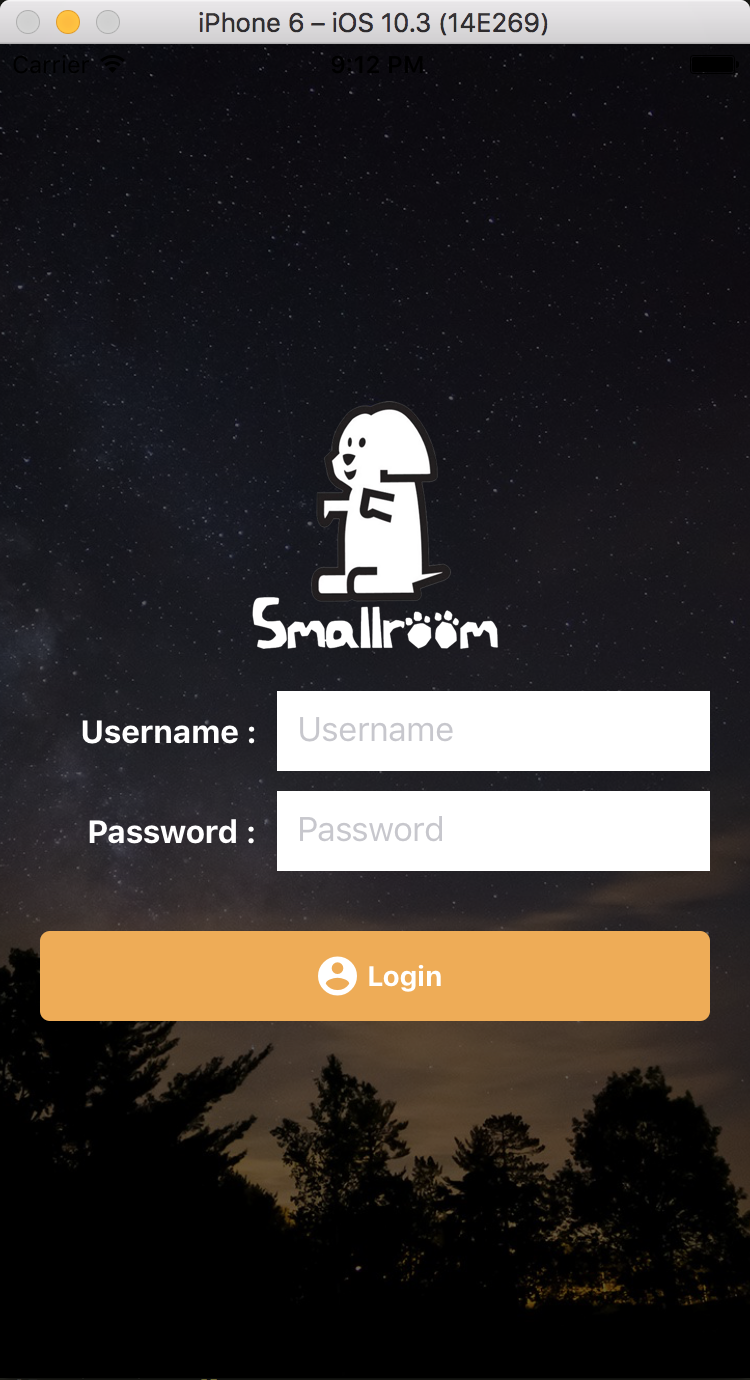 iPhone 6 – iOS 10.3 (14E269)
Carrier 9:12 PM
Smallroom
Username : Username
Password : Password
Login